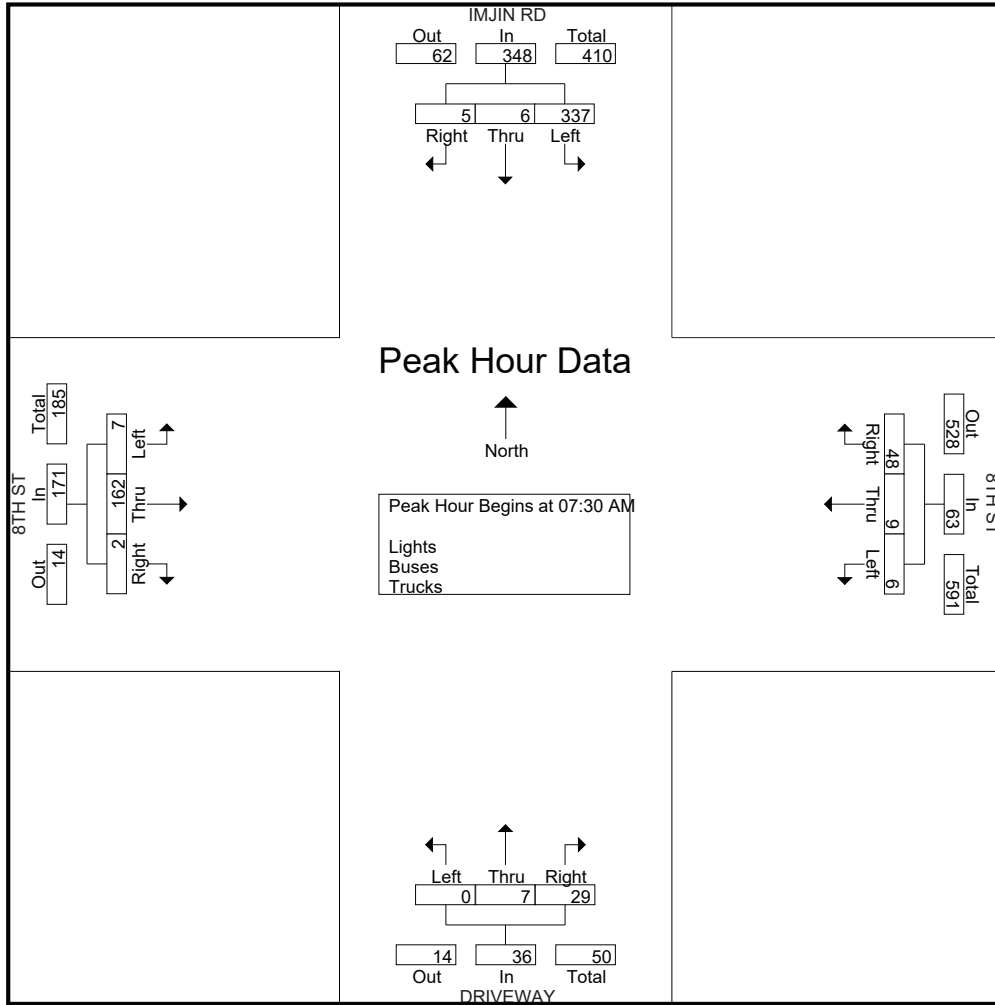 IMJIN RD
Out In Total
62 348 410
5 6 337
Right Thru Left
Peak Hour Data
North
Peak Hour Begins at 07:30 AM
Lights
Buses
Trucks
8TH ST
Total In Out
185 171 14
7 162 2
Left Thru Right
Right Thru Left
48 9 6
Out In Total
528 63 591
8TH ST
Left Thru Right
0 7 29
14 36 50
Out In Total
DRIVEWAY